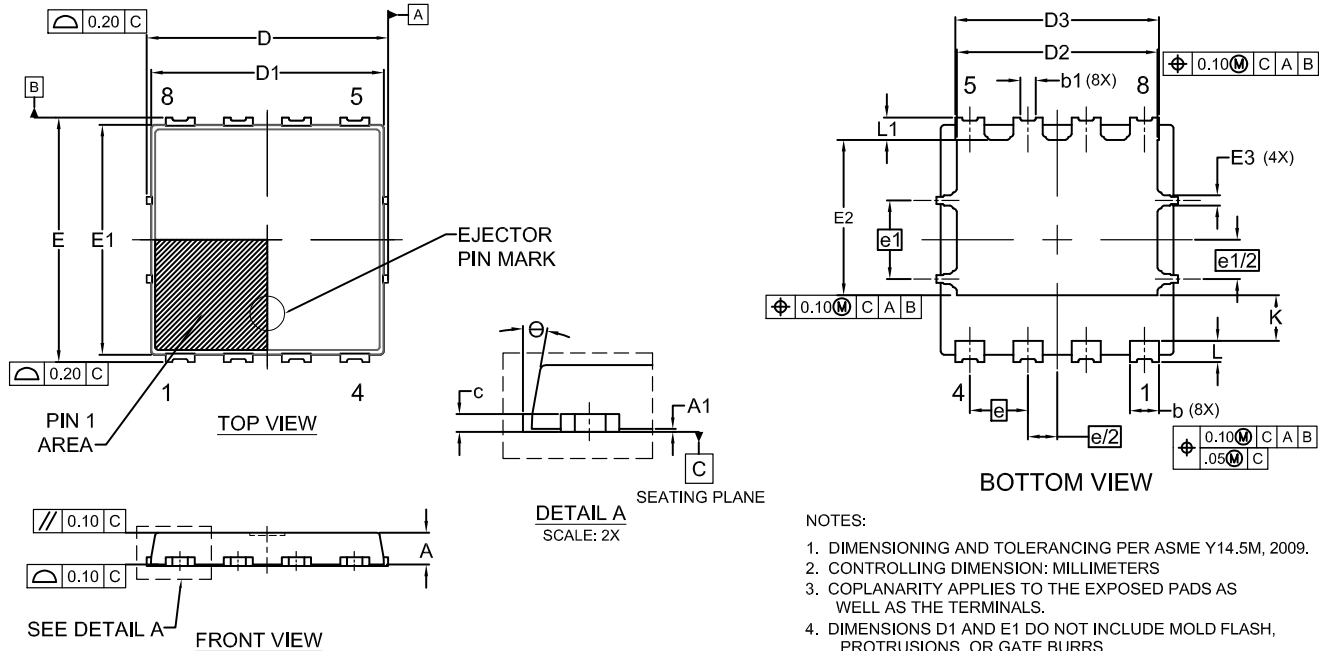 0.20 C
D
A
D1
B
8
5
E
E1
EJECTOR
PIN MARK
0.20 C
1
4
PIN 1
AREA
TOP VIEW
// 0.10 C
A
0.10 C
SEE DETAIL A
FRONT VIEW
Θ
c
A1
C
SEATING PLANE
DETAIL A
SCALE: 2X
D3
D2
⌖ 0.10Ⓜ C A B
5
b1 (8X)
8
L1
E3 (4X)
E2
e1
e1/2
⌖ 0.10Ⓜ C A B
K
L
4
1
e
b (8X)
e/2
⌖ 0.10Ⓜ C A B
.05Ⓜ C
BOTTOM VIEW
NOTES:
1. DIMENSIONING AND TOLERANCING PER ASME Y14.5M, 2009.
2. CONTROLLING DIMENSION: MILLIMETERS
3. COPLANARITY APPLIES TO THE EXPOSED PADS AS
WELL AS THE TERMINALS.
4. DIMENSIONS D1 AND E1 DO NOT INCLUDE MOLD FLASH,
PROTRUSIONS, OR GATE BURRS